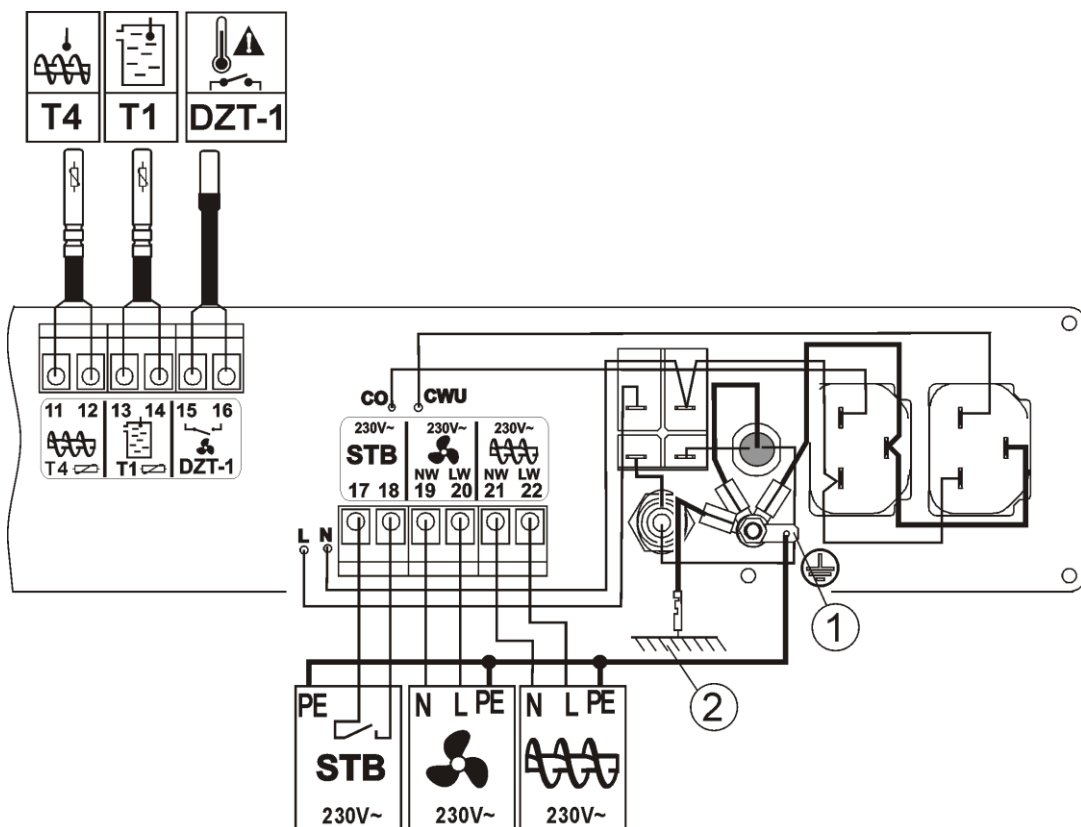 T4 T1 DZT-1
11 12 13 14 15 16
T4 T1 DZT-1
CO CWU
230V~ 230V~ 230V~
STB
NW LW NW LW
17 18 19 20 21 22
L N
1
2
PE N L PE N L PE
STB
230V~ 230V~ 230V~